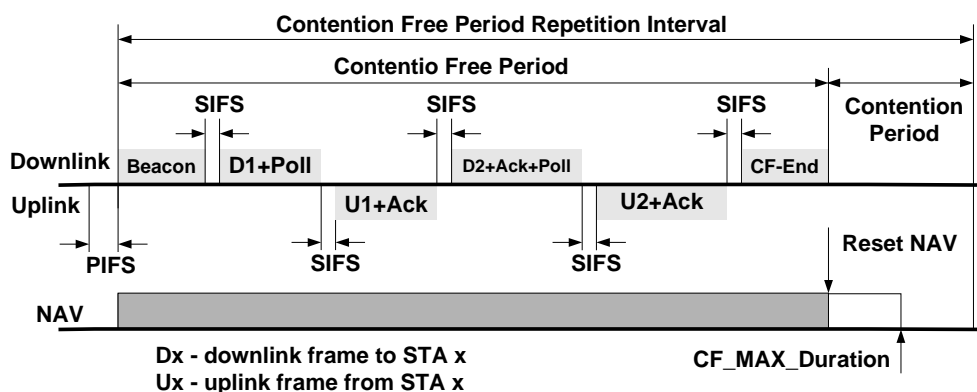 Contention Free Period Repetition Interval
Contentio Free Period
SIFS
SIFS
SIFS
Contention
Period
Downlink
Beacon
D1+Poll
D2+Ack+Poll
CF-End
Uplink
U1+Ack
U2+Ack
PIFS
SIFS
SIFS
Reset NAV
NAV
CF_MAX_Duration
Dx - downlink frame to STA x
Ux - uplink frame from STA x